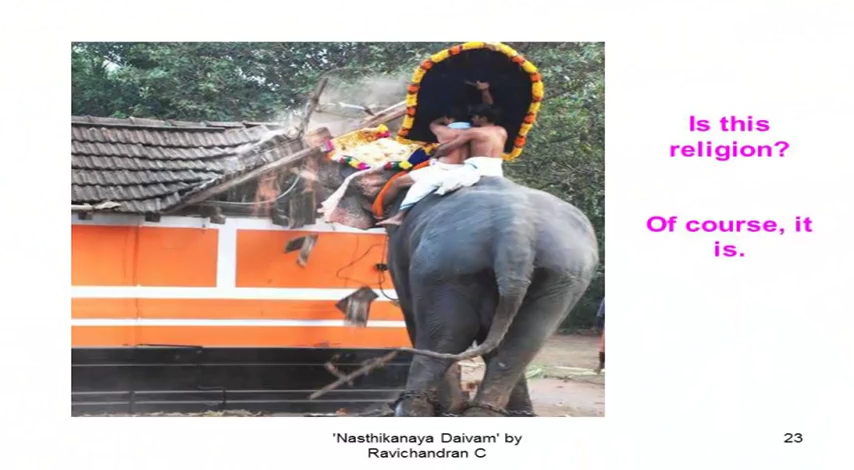 Is this
religion?
Of course, it
is.
'Nasthikanaya Daivam' by
Ravichandran C
23